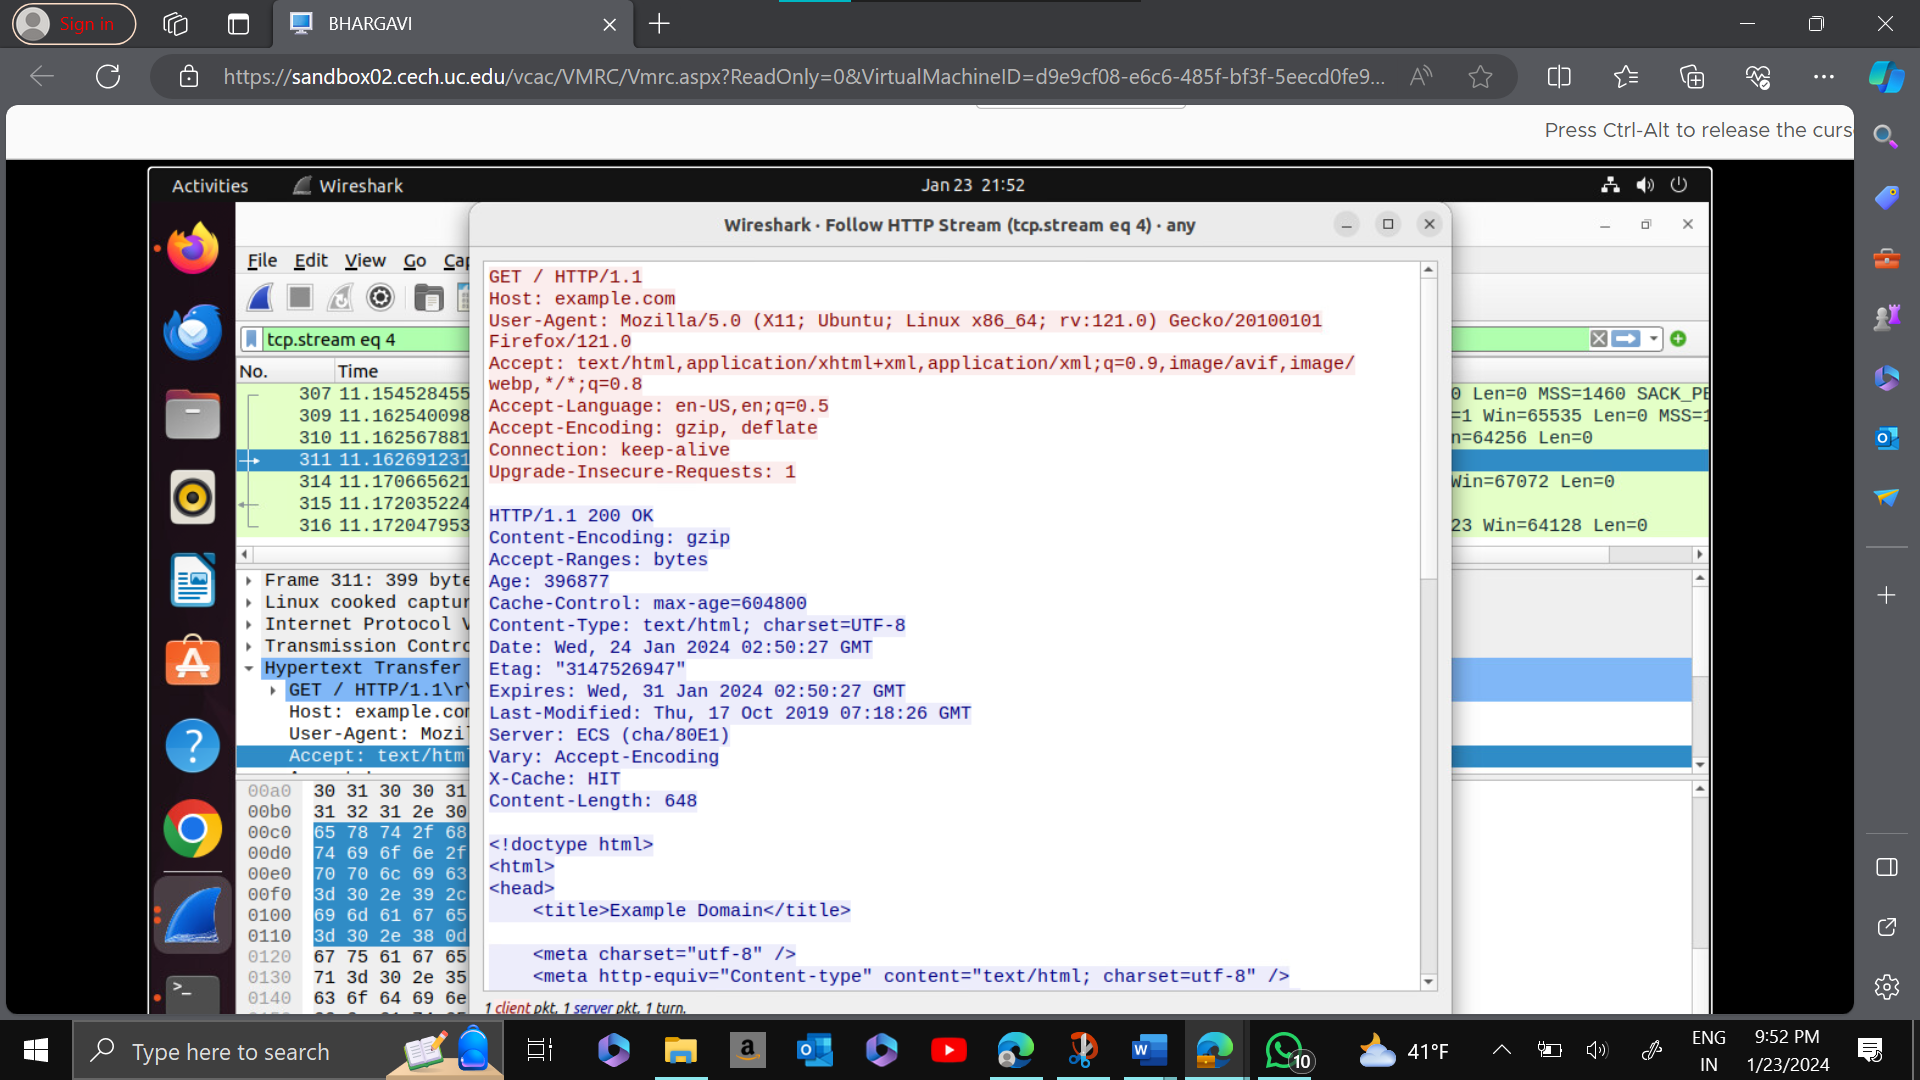 Sign in
BHARGAVI
https://sandbox02.cech.uc.edu/vcac/VMRC/Vmrc.aspx?ReadOnly=0&VirtualMachineID=d9e9cf08-e6c6-485f-bf3f-5eecd0fe9...
Press Ctrl-Alt to release the curs
Activities
Wireshark
Jan 23 21:52
Wireshark · Follow HTTP Stream (tcp.stream eq 4) · any
File Edit View Go Cap
tcp.stream eq 4
No. Time
307 11.154528455
309 11.162540098
310 11.162567881
311 11.162691231
314 11.170665621
315 11.172035224
316 11.172047953
0 Len=0 MSS=1460 SACK_PE
=1 Win=65535 Len=0 MSS=1
n=64256 Len=0
Win=67072 Len=0
23 Win=64128 Len=0
Frame 311: 399 byte
Linux cooked captur
Internet Protocol V
Transmission Contro
Hypertext Transfer
GET / HTTP/1.1\r\
Host: example.com
User-Agent: Mozil
Accept: text/html
00a0 30 31 30 30 31
00b0 31 32 31 2e 30
00c0 65 78 74 2f 68
00d0 74 69 6f 6e 2f
00e0 70 70 6c 69 63
00f0 3d 30 2e 39 2c
0100 69 6d 61 67 65
0110 3d 30 2e 38 0d
0120 67 75 61 67 65
0130 71 3d 30 2e 35
0140 63 6f 64 69 6e
GET / HTTP/1.1
Host: example.com
User-Agent: Mozilla/5.0 (X11; Ubuntu; Linux x86_64; rv:121.0) Gecko/20100101
Firefox/121.0
Accept: text/html,application/xhtml+xml,application/xml;q=0.9,image/avif,image/
webp,*/*;q=0.8
Accept-Language: en-US,en;q=0.5
Accept-Encoding: gzip, deflate
Connection: keep-alive
Upgrade-Insecure-Requests: 1
HTTP/1.1 200 OK
Content-Encoding: gzip
Accept-Ranges: bytes
Age: 396877
Cache-Control: max-age=604800
Content-Type: text/html; charset=UTF-8
Date: Wed, 24 Jan 2024 02:50:27 GMT
Etag: "3147526947"
Expires: Wed, 31 Jan 2024 02:50:27 GMT
Last-Modified: Thu, 17 Oct 2019 07:18:26 GMT
Server: ECS (cha/80E1)
Vary: Accept-Encoding
X-Cache: HIT
Content-Length: 648
<!doctype html>
<html>
<head>
<title>Example Domain</title>
<meta charset="utf-8" />
<meta http-equiv="Content-type" content="text/html; charset=utf-8" />
1 client pkt, 1 server pkt, 1 turn.
Type here to search
10
41°F
ENG
IN
9:52 PM
1/23/2024